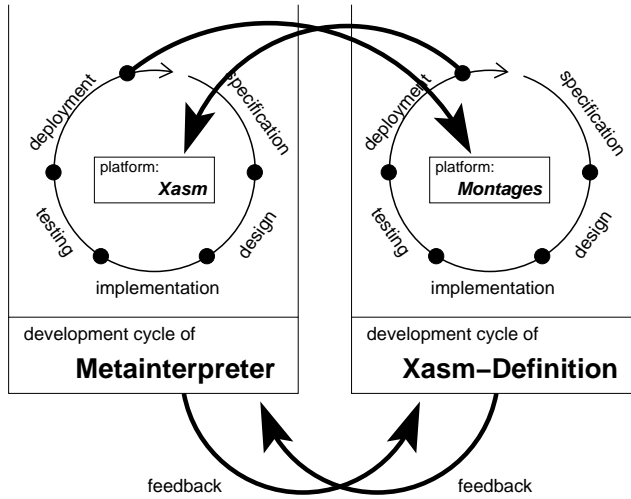 deployment
specification
platform:
Xasm
testing
design
implementation
development cycle of
Metainterpreter
deployment
specification
platform:
Montages
testing
design
implementation
development cycle of
Xasm−Definition
feedback
feedback